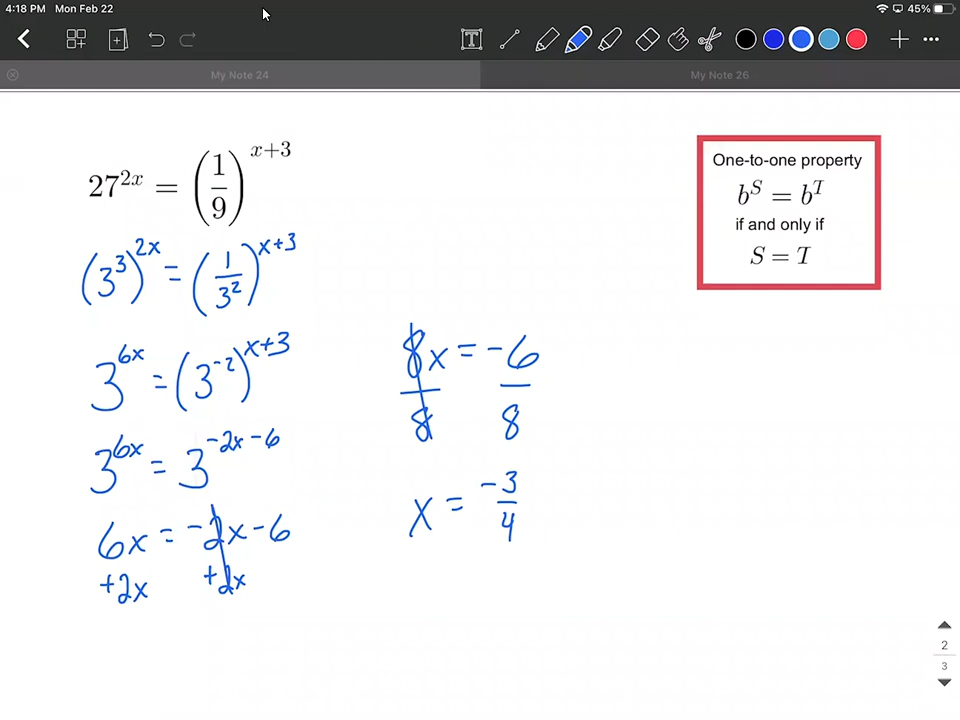 4:18 PM Mon Feb 22
45%
T
My Note 24
My Note 26
27^{2x} = (1/9)^{x+3}
One-to-one property
b^S = b^T
if and only if
S = T
(3^3)^{2x} = (1/3^2)^{x+3}
3^{6x} = (3^{-2})^{x+3}
3^{6x} = 3^{-2x-6}
6x = -2x - 6
+2x +2x
8x = -6
8 8
x = -3/4
2
3